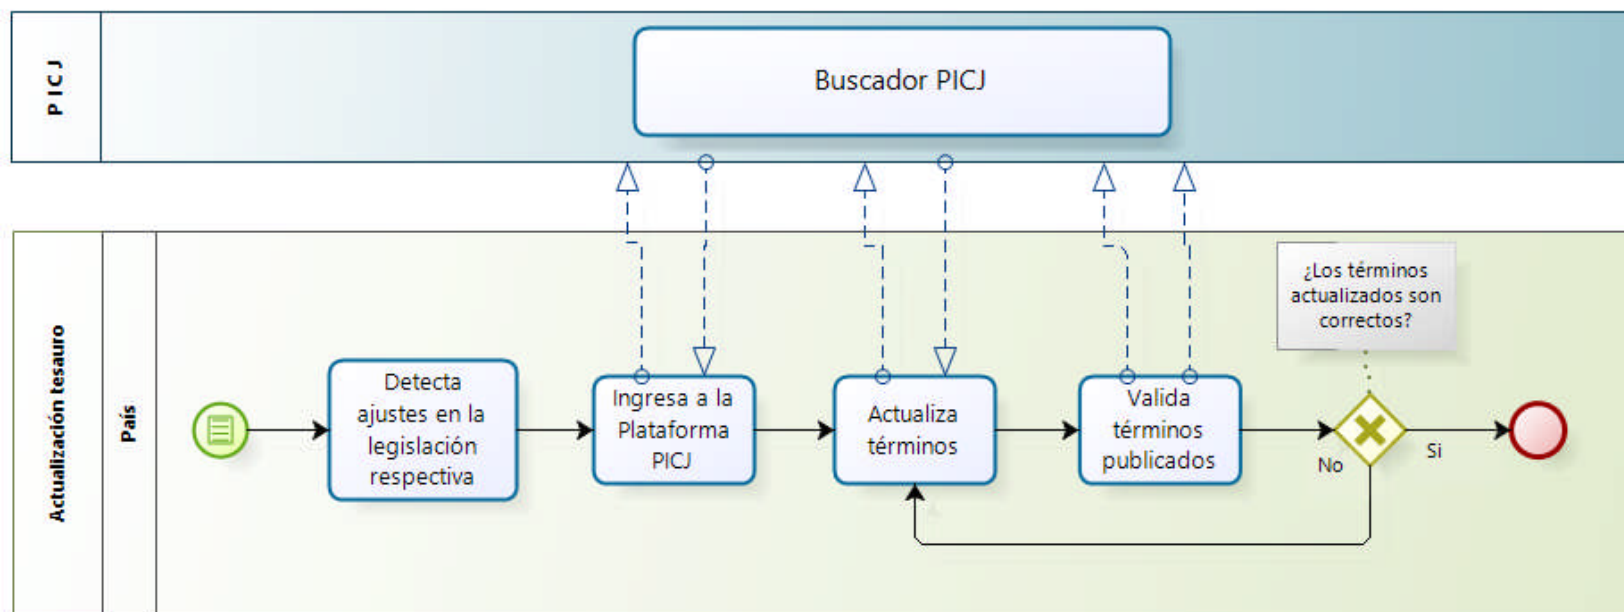 P I C J
Buscador PICJ
Actualización tesauro
País
Detecta
ajustes en la
legislación
respectiva
Ingresa a la
Plataforma
PICJ
Actualiza
términos
Valida
términos
publicados
¿Los términos
actualizados son
correctos?
No
Si